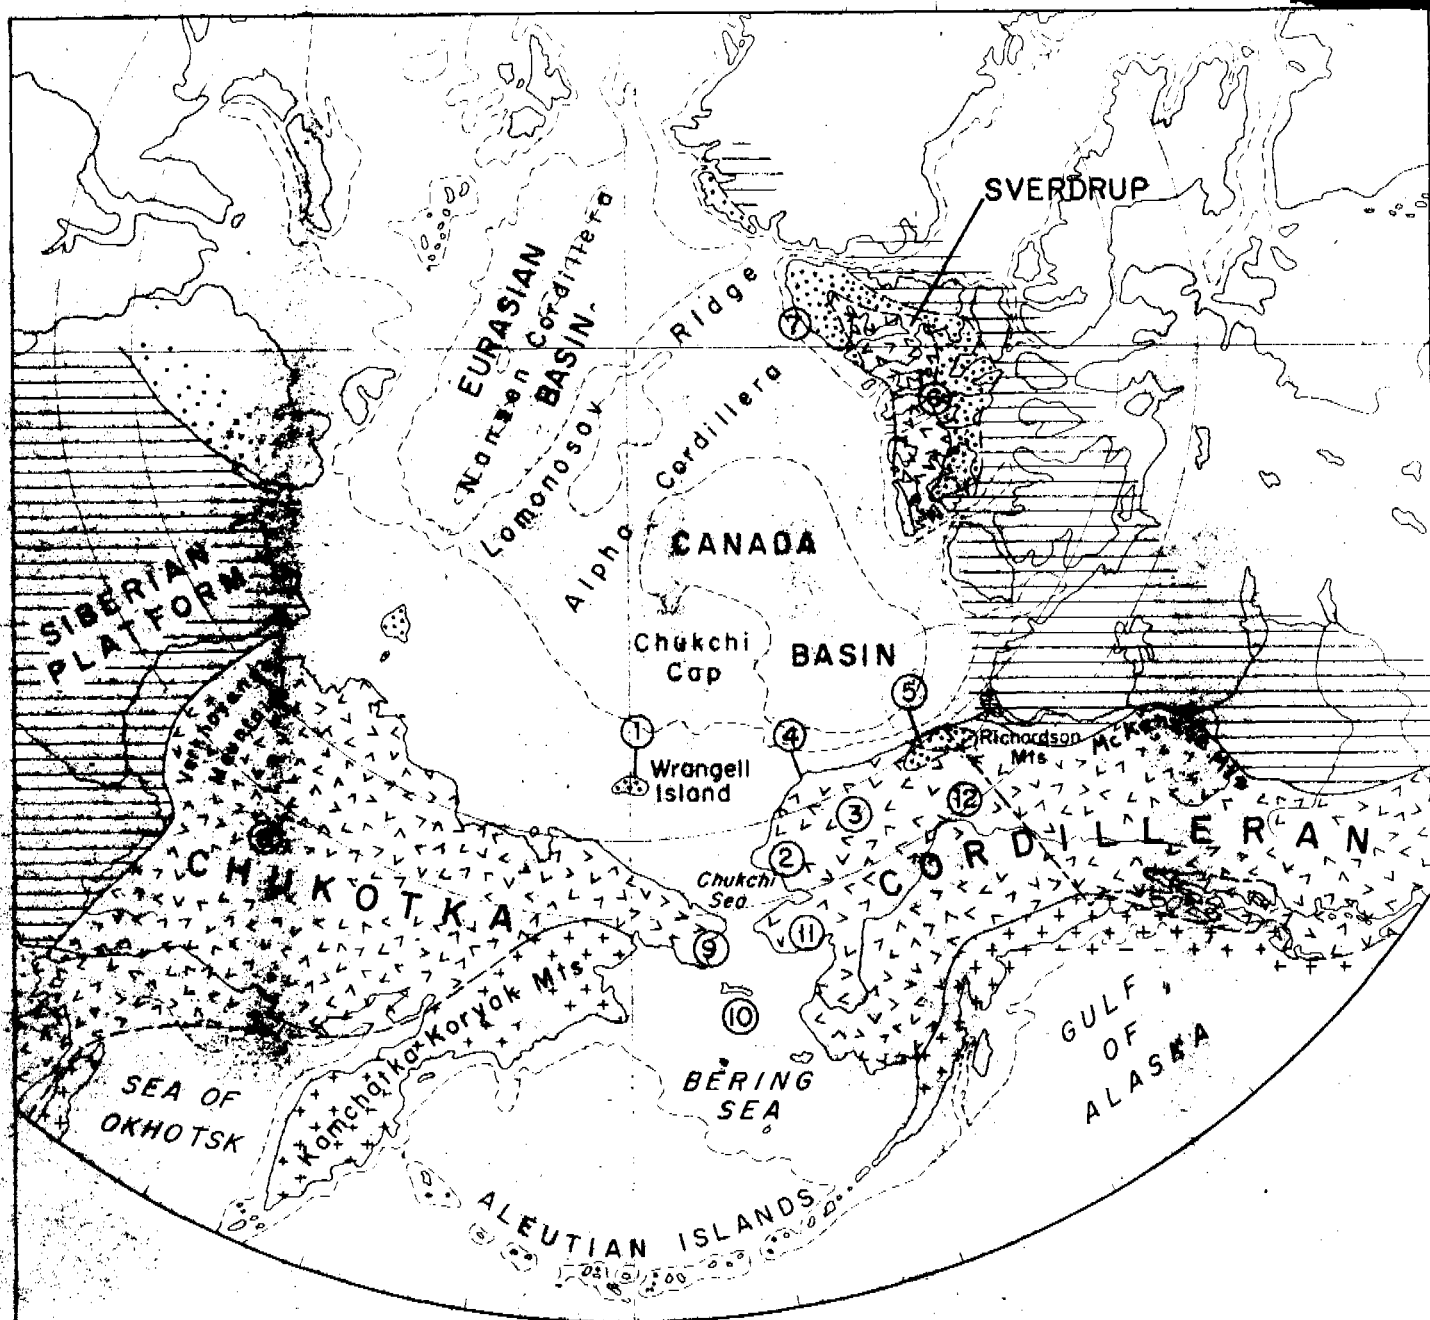 SVERDRUP
EURASIAN
BASIN
Nansen Cordillera
Lomonosov Ridge
Alpha Cordillera
7
6
CANADA
BASIN
SIBERIAN
PLATFORM
Chukchi
Cap
5
1
4
Wrangell
Island
Richardson
Mts
McKenzie Mts
Verkhoyansk
Mountains
3
12
2
Chukchi
Sea
CORDILLERAN
CHUKOTKA
11
9
10
Kamchatka-Koryak Mts
GULF
OF
ALASKA
SEA OF
OKHOTSK
BERING
SEA
ALEUTIAN ISLANDS